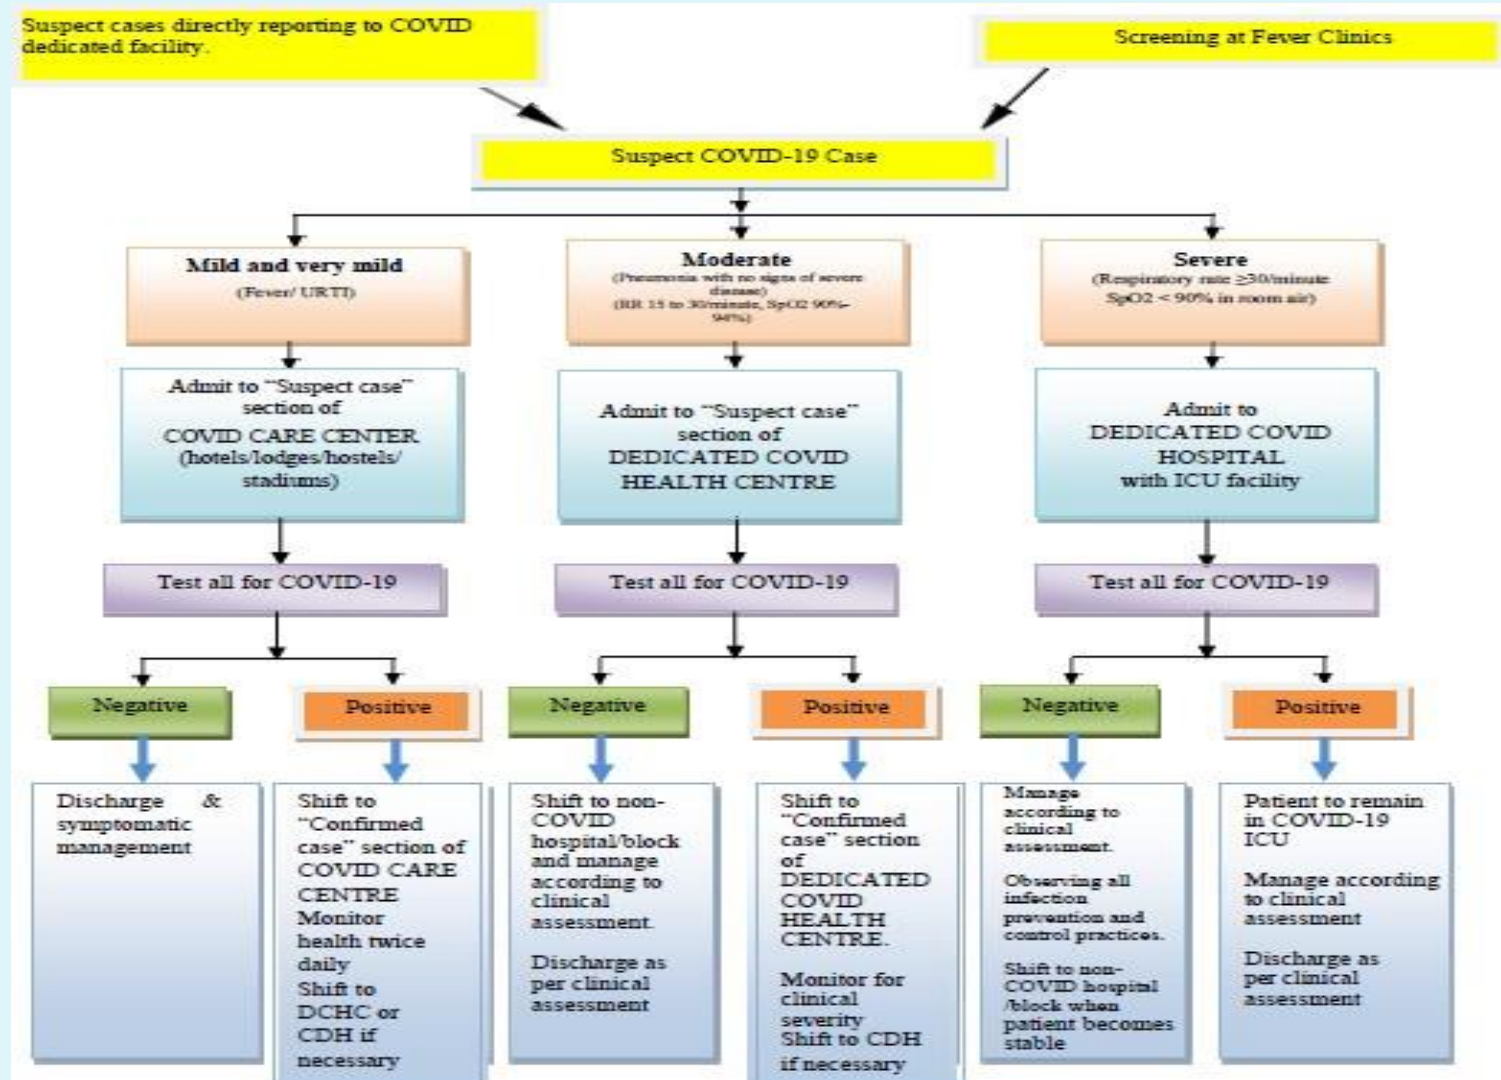 Suspect cases directly reporting to COVID
dedicated facility.
Screening at Fever Clinics
Suspect COVID-19 Case
Mild and very mild
(Fever/ URTI)
Moderate
(Pneumonia with no signs of severe
disease)
(RR 15 to 30/minute, SpO2 90%-
94%)
Severe
(Respiratory rate ≥30/minute
SpO2 < 90% in room air)
Admit to “Suspect case”
section of
COVID CARE CENTER
(hotels/lodges/hostels/
stadiums)
Admit to “Suspect case”
section of
DEDICATED COVID
HEALTH CENTRE
Admit to
DEDICATED COVID
HOSPITAL
with ICU facility
Test all for COVID-19
Test all for COVID-19
Test all for COVID-19
Negative
Positive
Negative
Positive
Negative
Positive
Discharge &
symptomatic
management
Shift to
“Confirmed
case” section of
COVID CARE
CENTRE
Monitor
health twice
daily
Shift to
DCHC or
CDH if
necessary
Shift to non-
COVID
hospital/block
and manage
according to
clinical
assessment.
Discharge as
per clinical
assessment
Shift to
“Confirmed
case” section
of
DEDICATED
COVID
HEALTH
CENTRE.
Monitor for
clinical
severity
Shift to CDH
if necessary
Manage
according to
clinical
assessment.
Observing all
infection
prevention and
control practices.
Shift to non-
COVID hospital
/block when
patient becomes
stable
Patient to remain
in COVID-19
ICU
Manage according
to clinical
assessment
Discharge as
per clinical
assessment